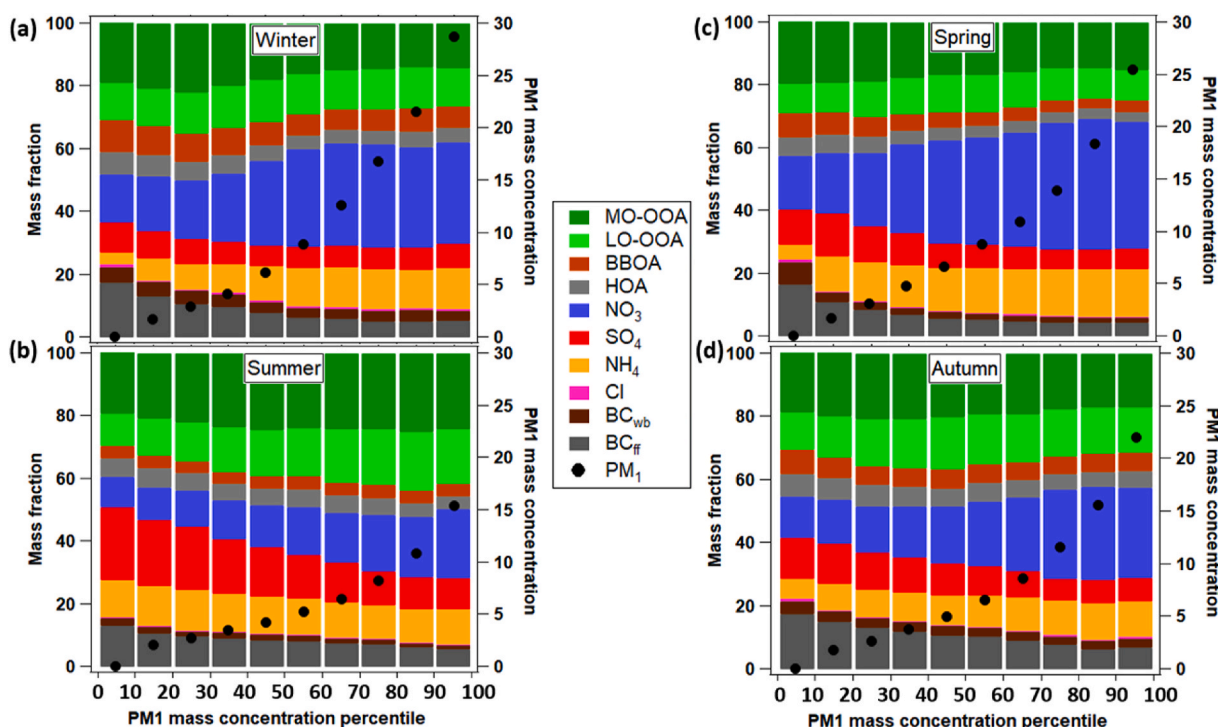 (a)
Winter
100
80
60
40
20
0
Mass fraction
30
25
20
15
10
5
0
PM1 mass concentration
(b)
Summer
100
80
60
40
20
0
Mass fraction
30
25
20
15
10
5
0
PM1 mass concentration
0 10 20 30 40 50 60 70 80 90 100
PM1 mass concentration percentile
MO-OOA
LO-OOA
BBOA
HOA
NO3
SO4
NH4
Cl
BCwb
BCff
PM1
(c)
Spring
100
80
60
40
20
0
Mass fraction
30
25
20
15
10
5
0
PM1 mass concentration
(d)
Autumn
100
80
60
40
20
0
Mass fraction
30
25
20
15
10
5
0
PM1 mass concentration
0 10 20 30 40 50 60 70 80 90 100
PM1 mass concentration percentile